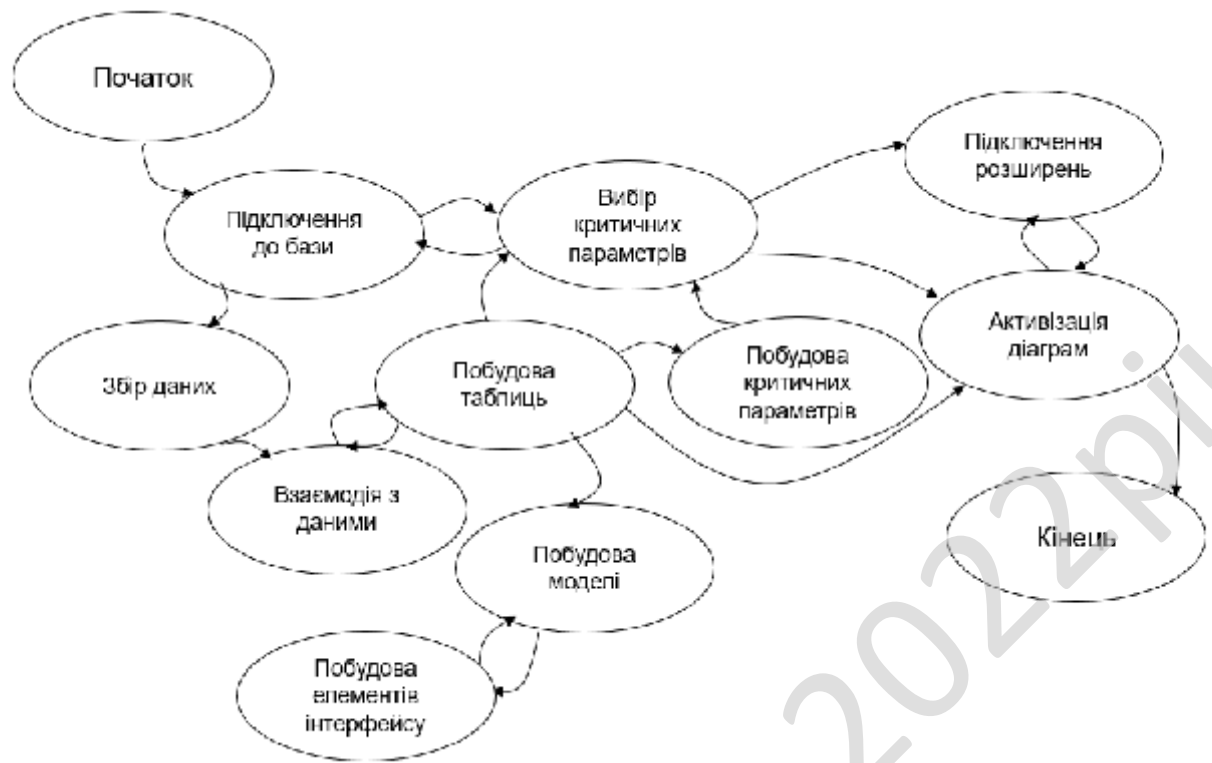 Початок
Підключення
розширень
Вибір
критичних
параметрів
Підключення
до бази
Активізація
діаграм
Збір даних
Побудова
таблиць
Побудова
критичних
параметрів
Взаємодія з
даними
Кінець
Побудова
моделі
Побудова
елементів
інтерфейсу